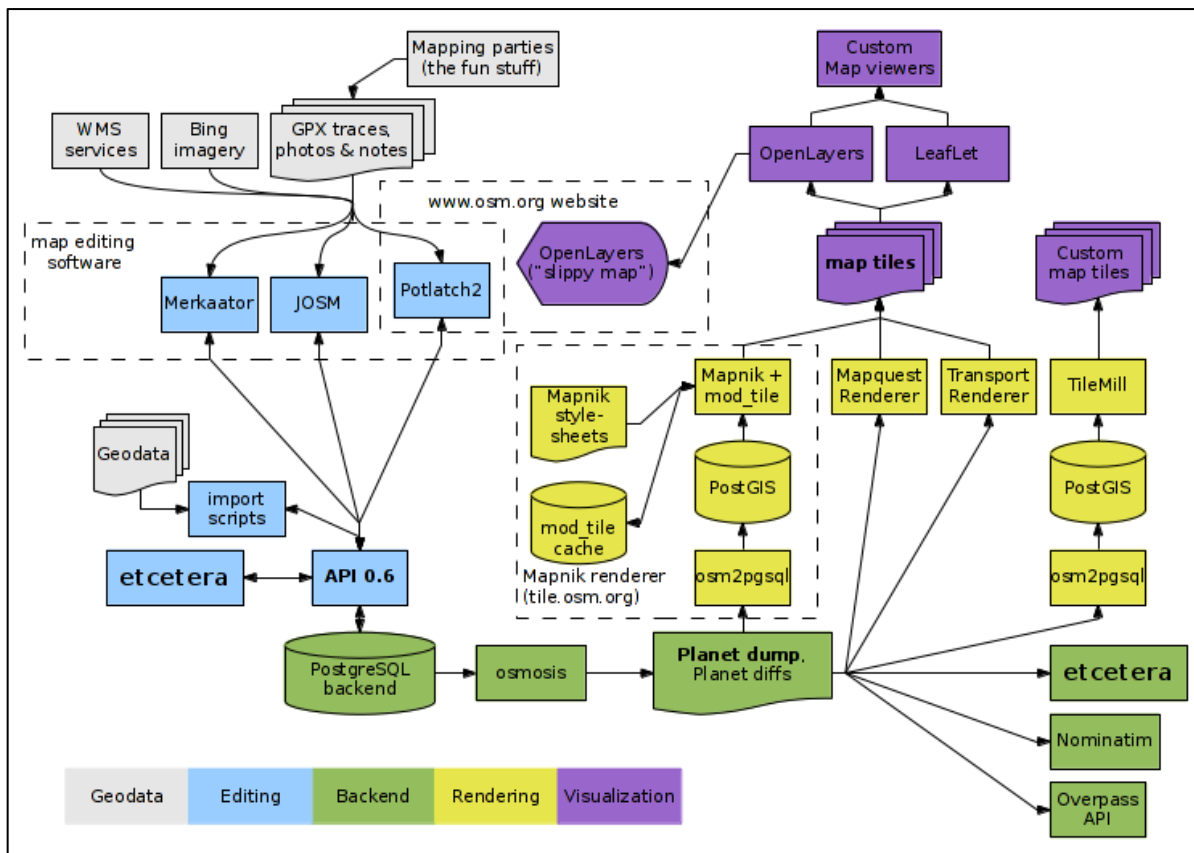 Mapping parties
(the fun stuff)
Custom
Map viewers
WMS
services
Bing
imagery
GPX traces,
photos & notes
OpenLayers
LeafLet
www.osm.org website
map editing
software
OpenLayers
("slippy map")
map tiles
Custom
map tiles
Merkaator
JOSM
Potlatch2
Mapnik
style-
sheets
Mapnik +
mod_tile
Mapquest
Renderer
Transport
Renderer
TileMill
Geodata
import
scripts
PostGIS
PostGIS
mod_tile
cache
etcetera
API 0.6
Mapnik renderer
(tile.osm.org)
osm2pgsql
osm2pgsql
PostgreSQL
backend
osmosis
Planet dump,
Planet diffs
etcetera
Nominatim
Overpass
API
Geodata
Editing
Backend
Rendering
Visualization